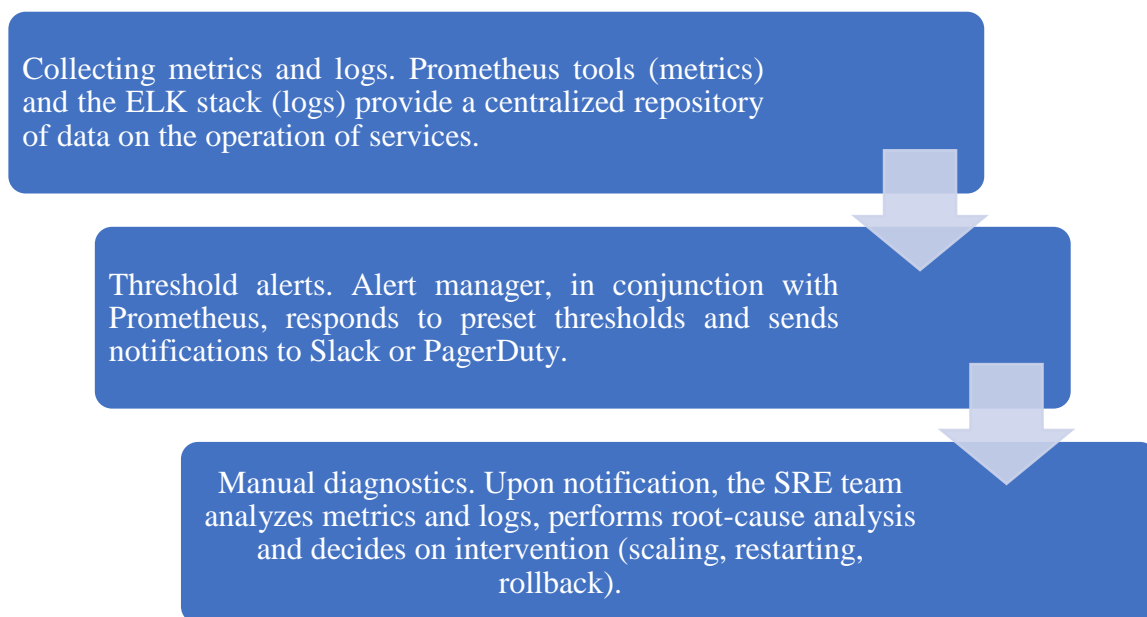 Collecting metrics and logs. Prometheus tools (metrics)
and the ELK stack (logs) provide a centralized repository
of data on the operation of services.
Threshold alerts. Alert manager, in conjunction with
Prometheus, responds to preset thresholds and sends
notifications to Slack or PagerDuty.
Manual diagnostics. Upon notification, the SRE team
analyzes metrics and logs, performs root-cause analysis
and decides on intervention (scaling, restarting,
rollback).